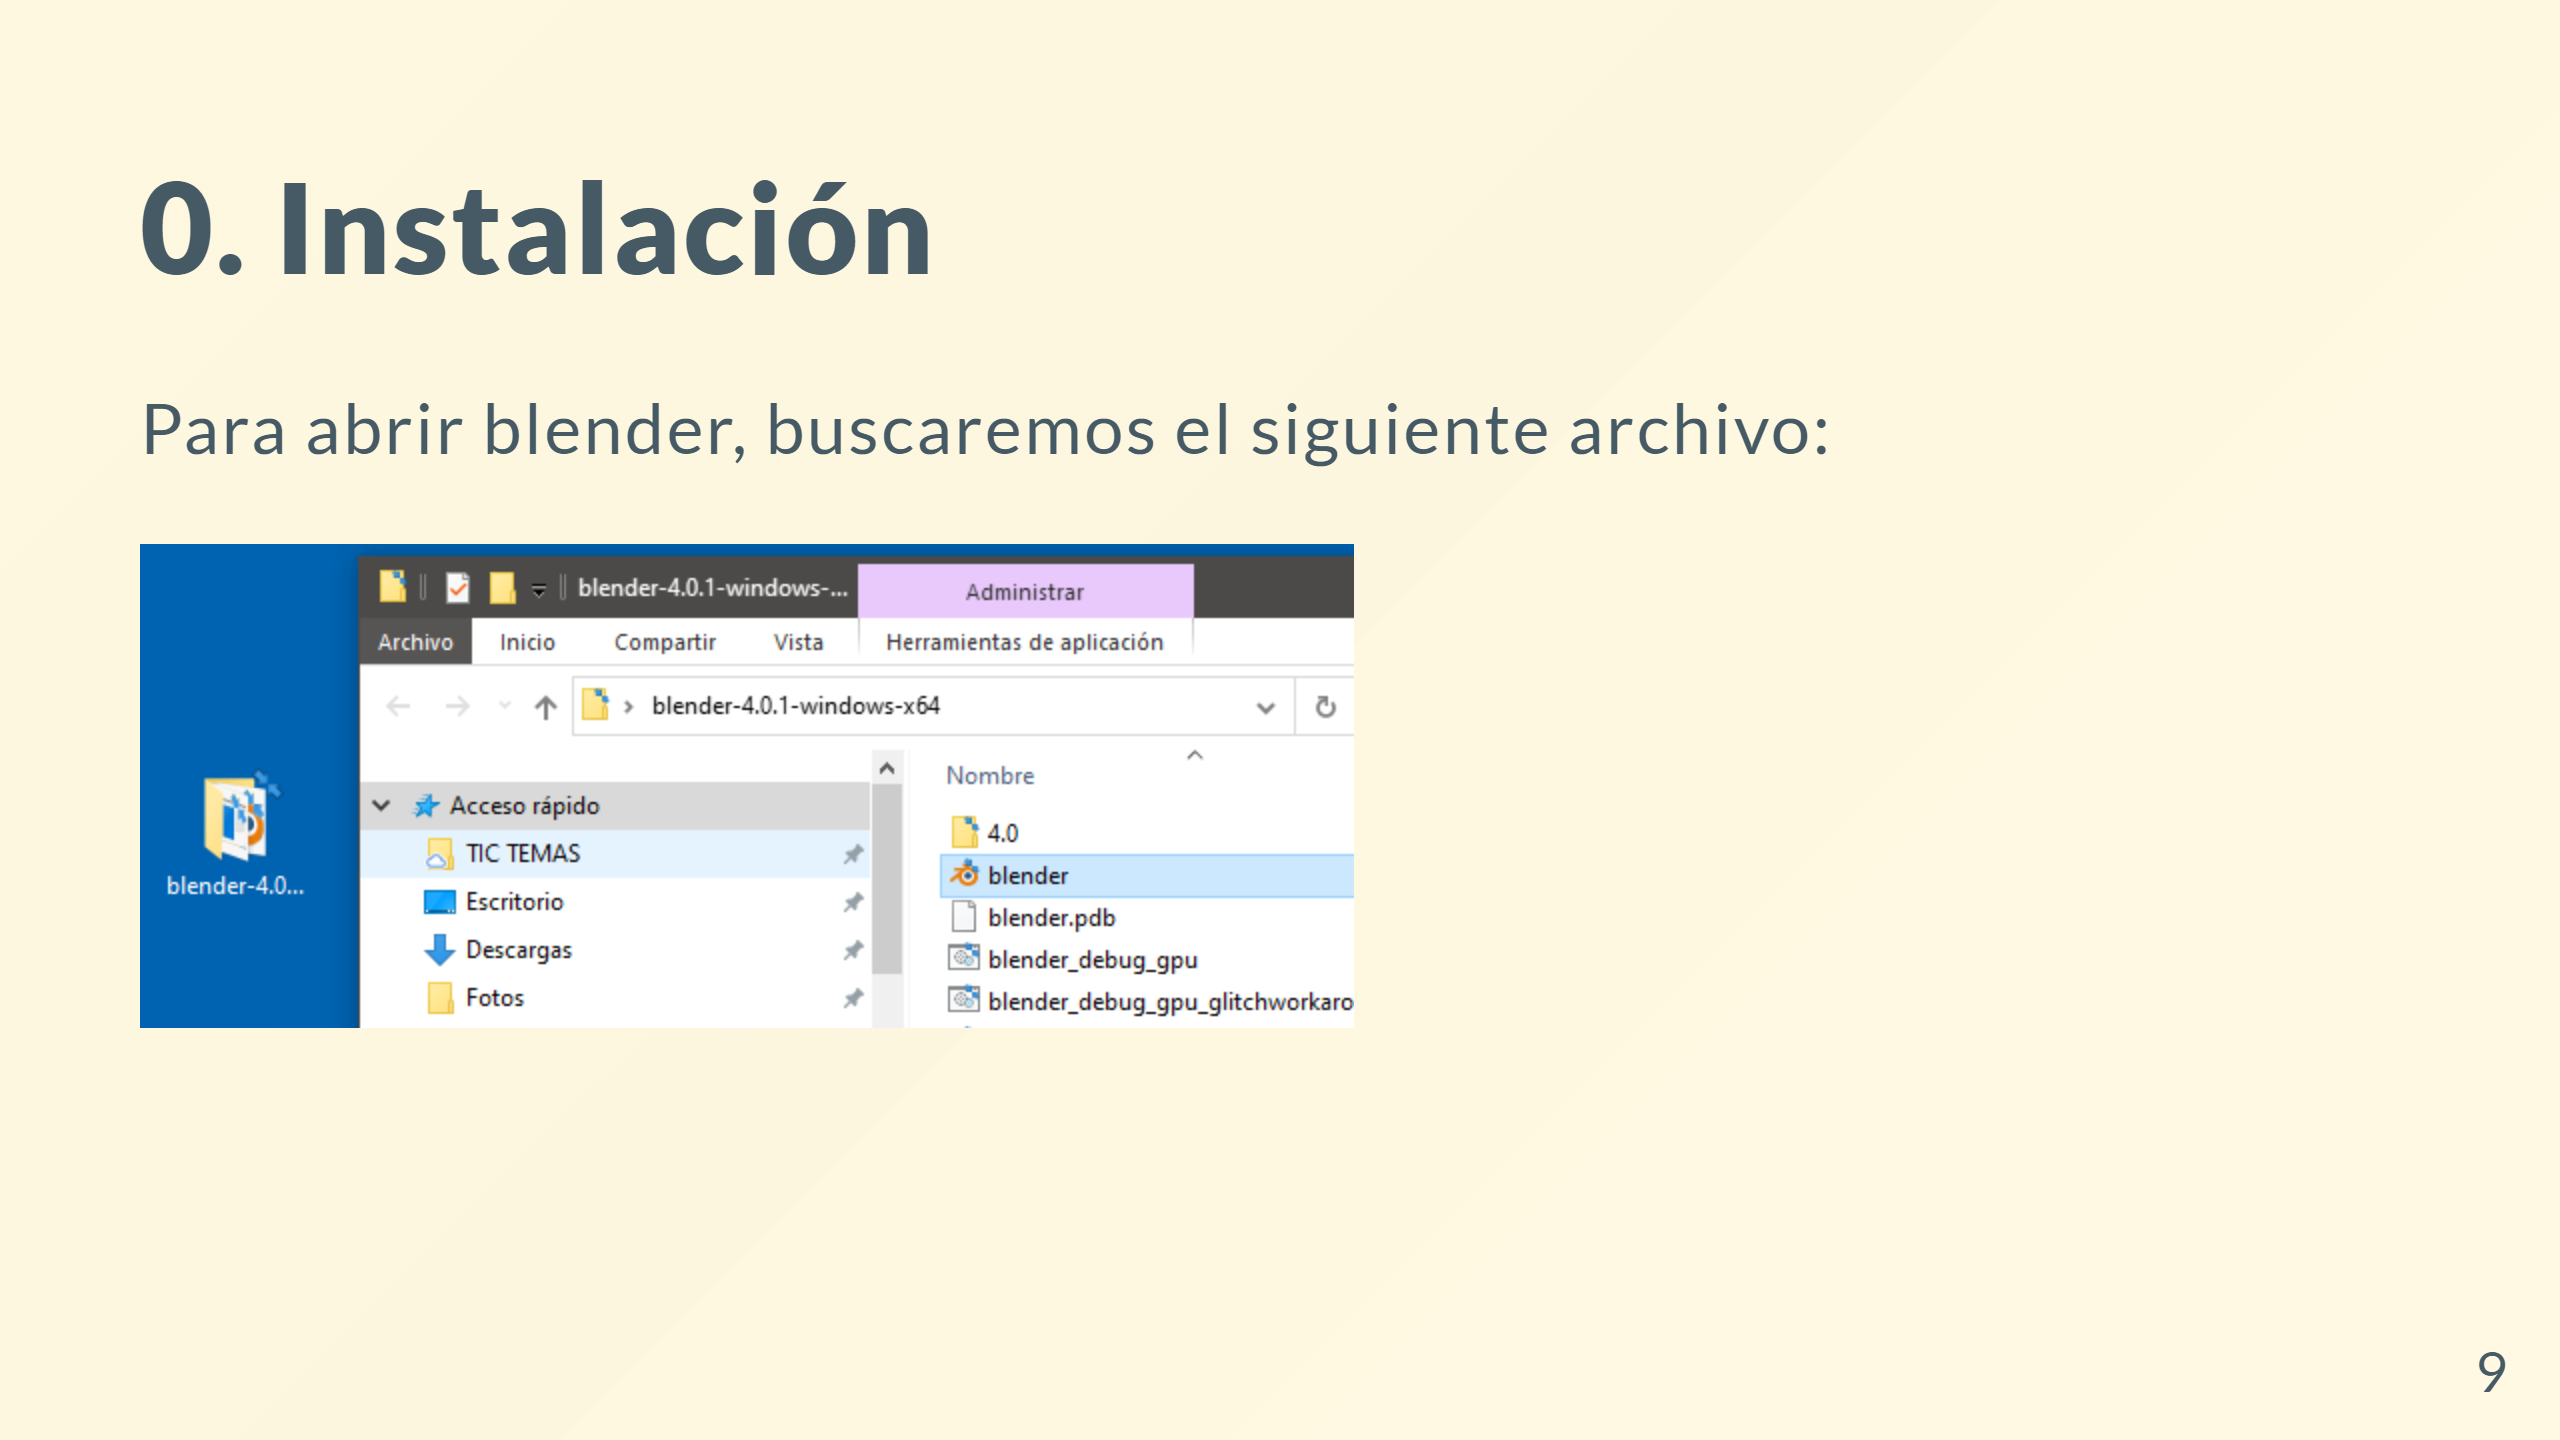 0. Instalación
Para abrir blender, buscaremos el siguiente archivo:
blender-4.0.1-windows-...
Administrar
Archivo Inicio Compartir Vista Herramientas de aplicación
blender-4.0.1-windows-x64
Nombre
Acceso rápido
TIC TEMAS
Escritorio
Descargas
Fotos
4.0
blender
blender.pdb
blender_debug_gpu
blender_debug_gpu_glitchworkaro
blender-4.0...
9